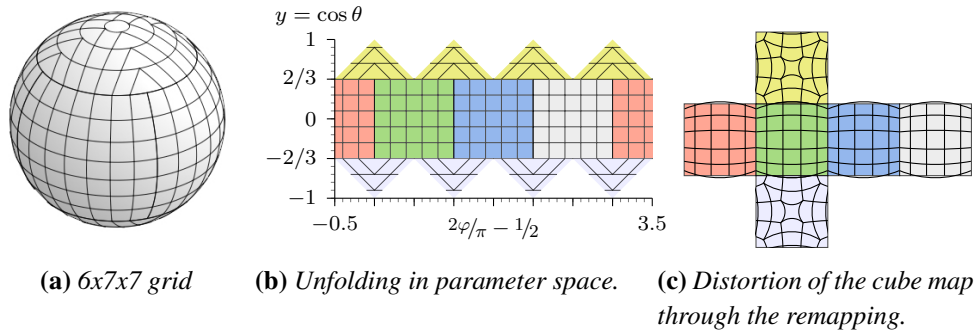 y = cos θ
1
2/3
0
−2/3
−1
−0.5
2φ/π − 1/2
3.5
(a) 6x7x7 grid
(b) Unfolding in parameter space.
(c) Distortion of the cube map
through the remapping.